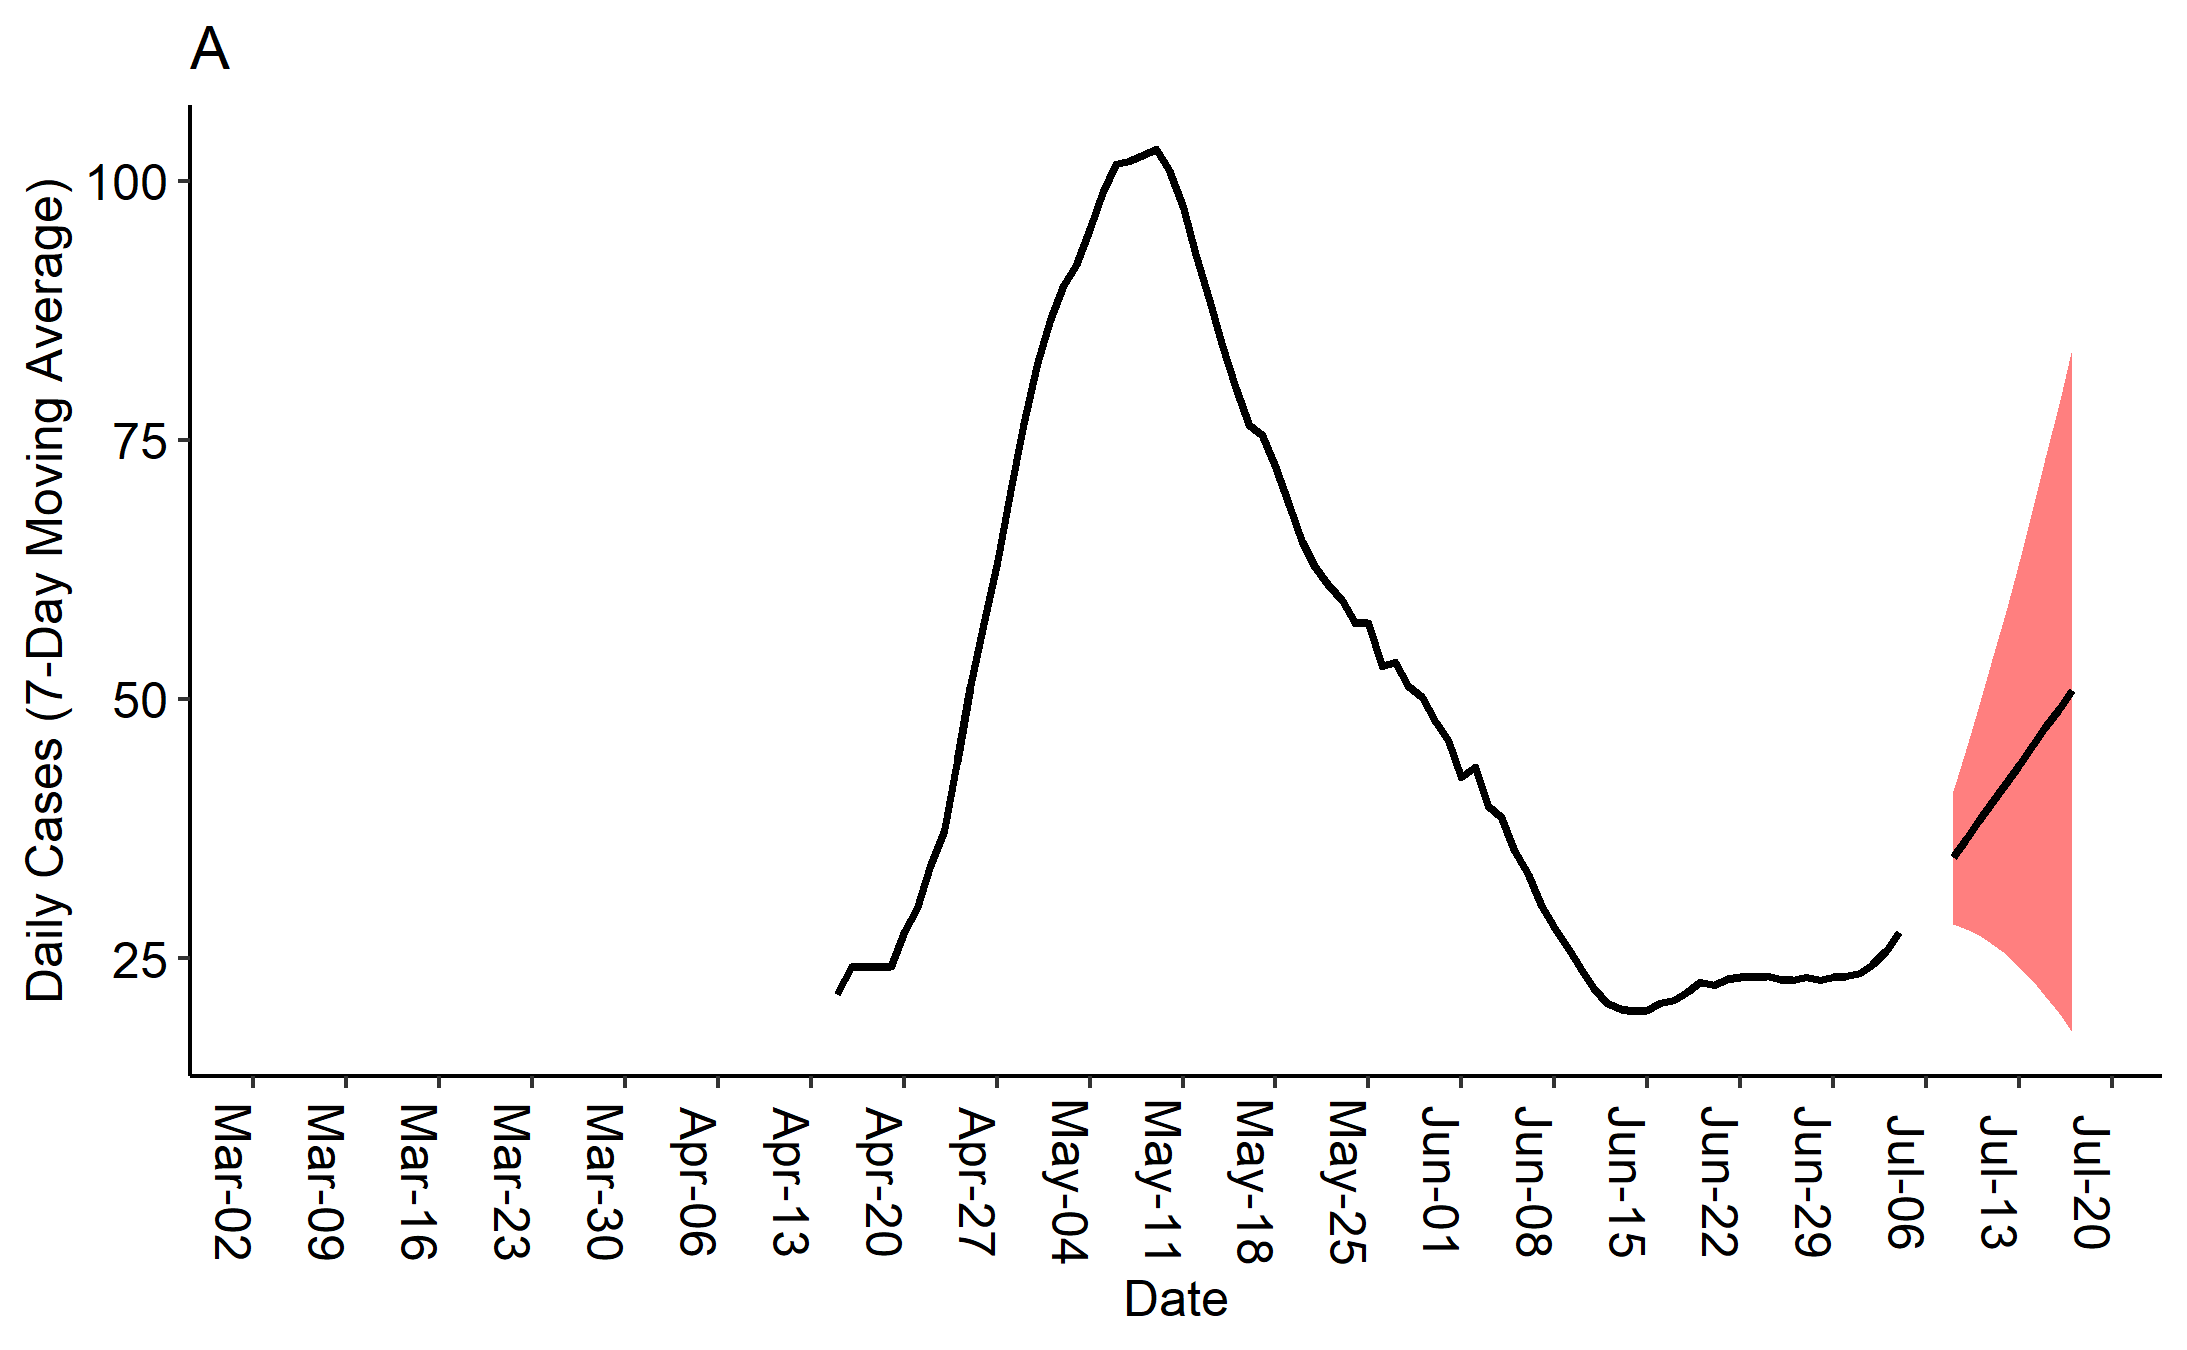 A
Daily Cases (7-Day Moving Average)
100
75
50
25
Mar-02
Mar-09
Mar-16
Mar-23
Mar-30
Apr-06
Apr-13
Apr-20
Apr-27
May-04
May-11
May-18
May-25
Jun-01
Jun-08
Jun-15
Jun-22
Jun-29
Jul-06
Jul-13
Jul-20
Date